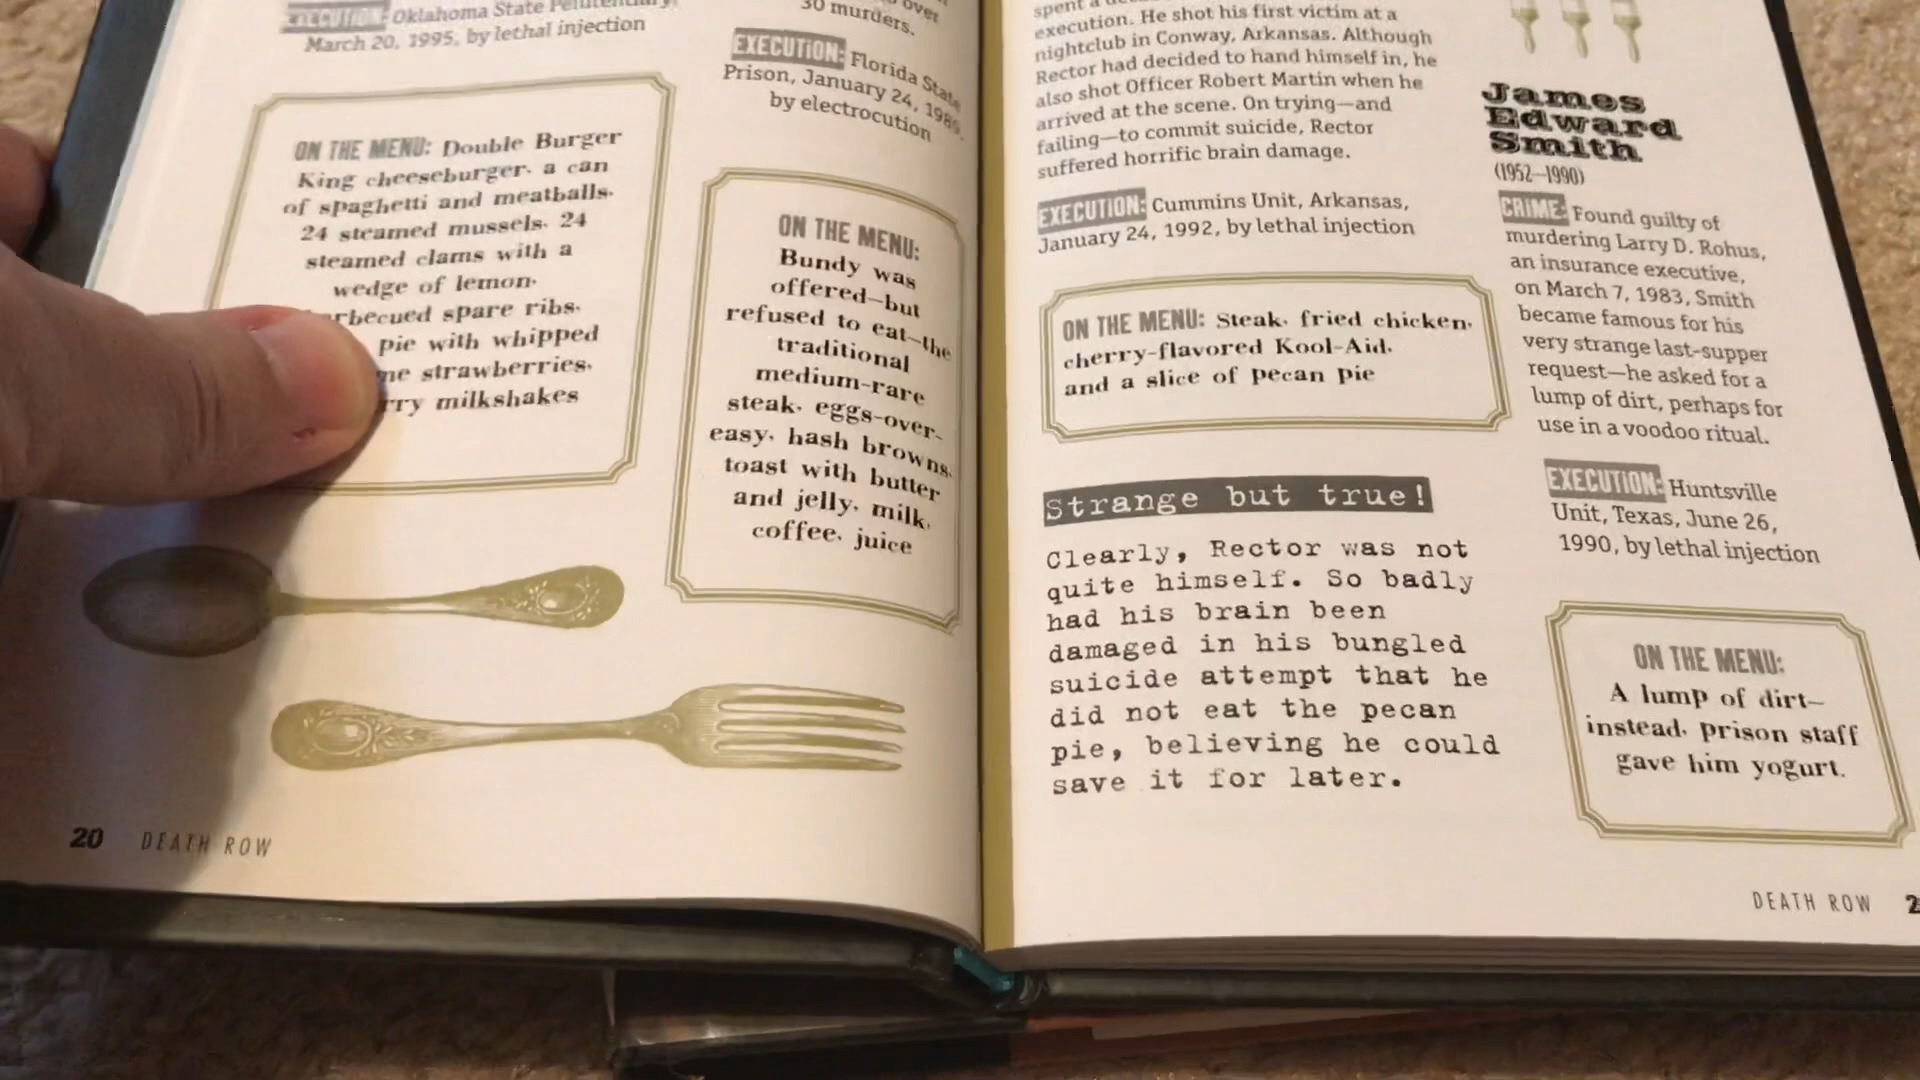 EXECUTION: Oklahoma State Penitentiary,
March 20, 1995, by lethal injection
ON THE MENU: Double Burger
King cheeseburger, a can
of spaghetti and meatballs,
24 steamed mussels, 24
steamed clams with a
wedge of lemon,
rbecued spare ribs,
pie with whipped
me strawberries,
rry milkshakes
over
30 murders.
EXECUTION: Florida State
Prison, January 24, 1989,
by electrocution
ON THE MENU:
Bundy was
offered—but
refused to eat—the
traditional
medium-rare
steak, eggs-over-
easy, hash browns,
toast with butter
and jelly, milk,
coffee, juice
20 DEATH ROW
spent a
execution. He shot his first victim at a
nightclub in Conway, Arkansas. Although
Rector had decided to hand himself in, he
also shot Officer Robert Martin when he
arrived at the scene. On trying—and
failing—to commit suicide, Rector
suffered horrific brain damage.
EXECUTION: Cummins Unit, Arkansas,
January 24, 1992, by lethal injection
ON THE MENU: Steak, fried chicken,
cherry-flavored Kool-Aid,
and a slice of pecan pie
Strange but true!
Clearly, Rector was not
quite himself. So badly
had his brain been
damaged in his bungled
suicide attempt that he
did not eat the pecan
pie, believing he could
save it for later.
James
Edward
Smith
(1952–1990)
CRIME: Found guilty of
murdering Larry D. Rohus,
an insurance executive,
on March 7, 1983, Smith
became famous for his
very strange last-supper
request—he asked for a
lump of dirt, perhaps for
use in a voodoo ritual.
EXECUTION: Huntsville
Unit, Texas, June 26,
1990, by lethal injection
ON THE MENU:
A lump of dirt—
instead, prison staff
gave him yogurt.
DEATH ROW 2